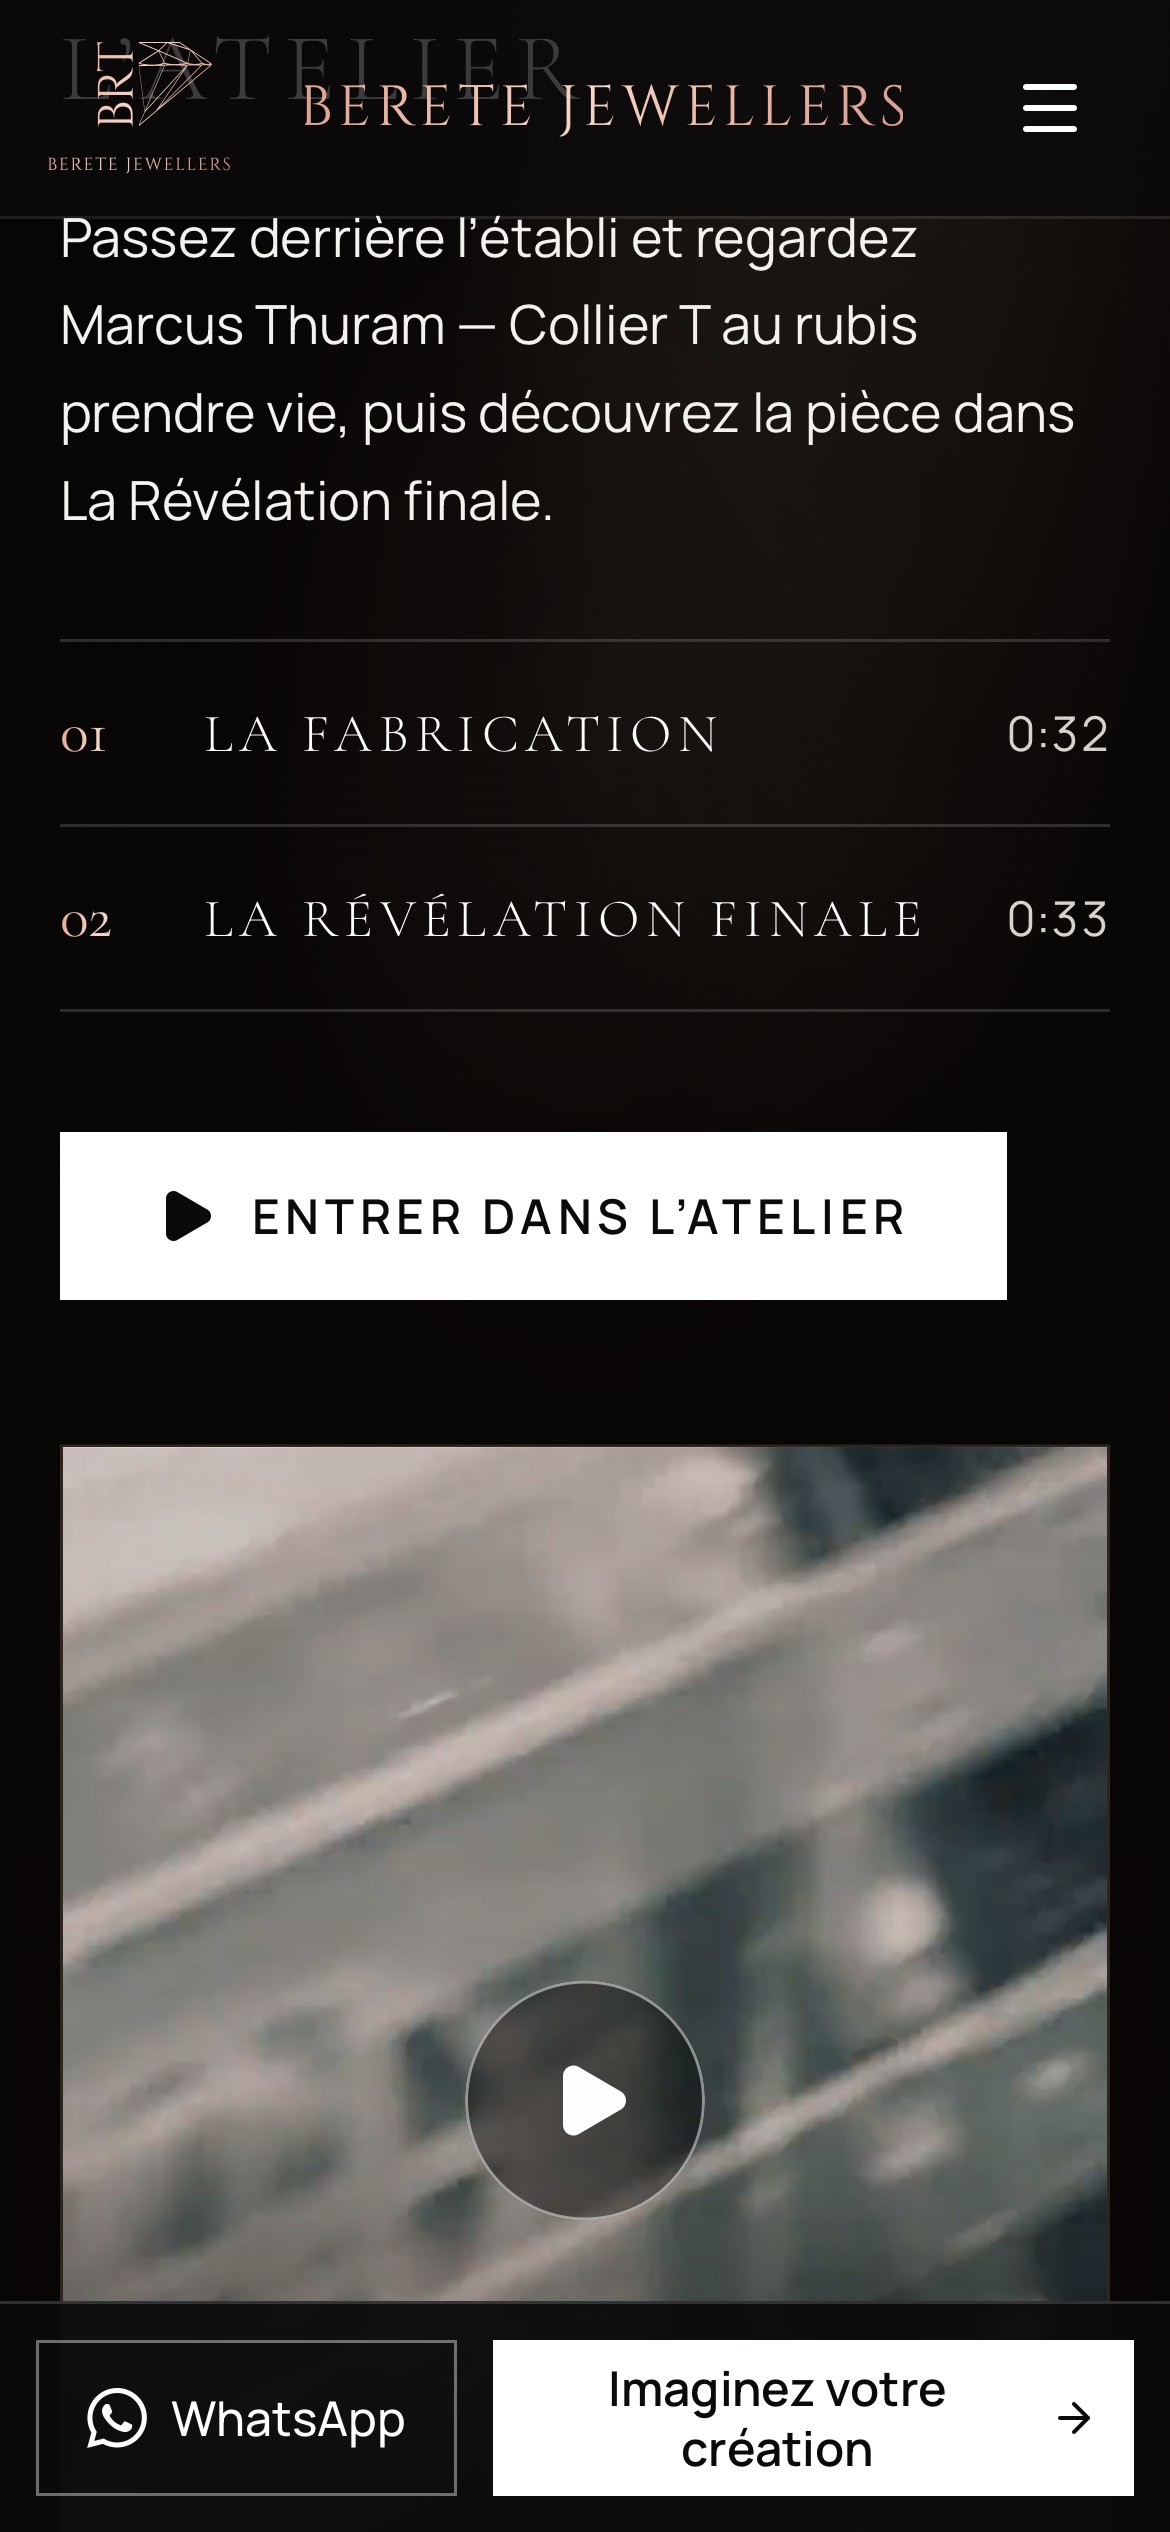 L’ATELIER
BRT
BERETE JEWELLERS
BERETE JEWELLERS
Passez derrière l’établi et regardez
Marcus Thuram — Collier T au rubis
prendre vie, puis découvrez la pièce dans
La Révélation finale.
01 LA FABRICATION 0:32
02 LA RÉVÉLATION FINALE 0:33
ENTRER DANS L’ATELIER
WhatsApp
Imaginez votre
création